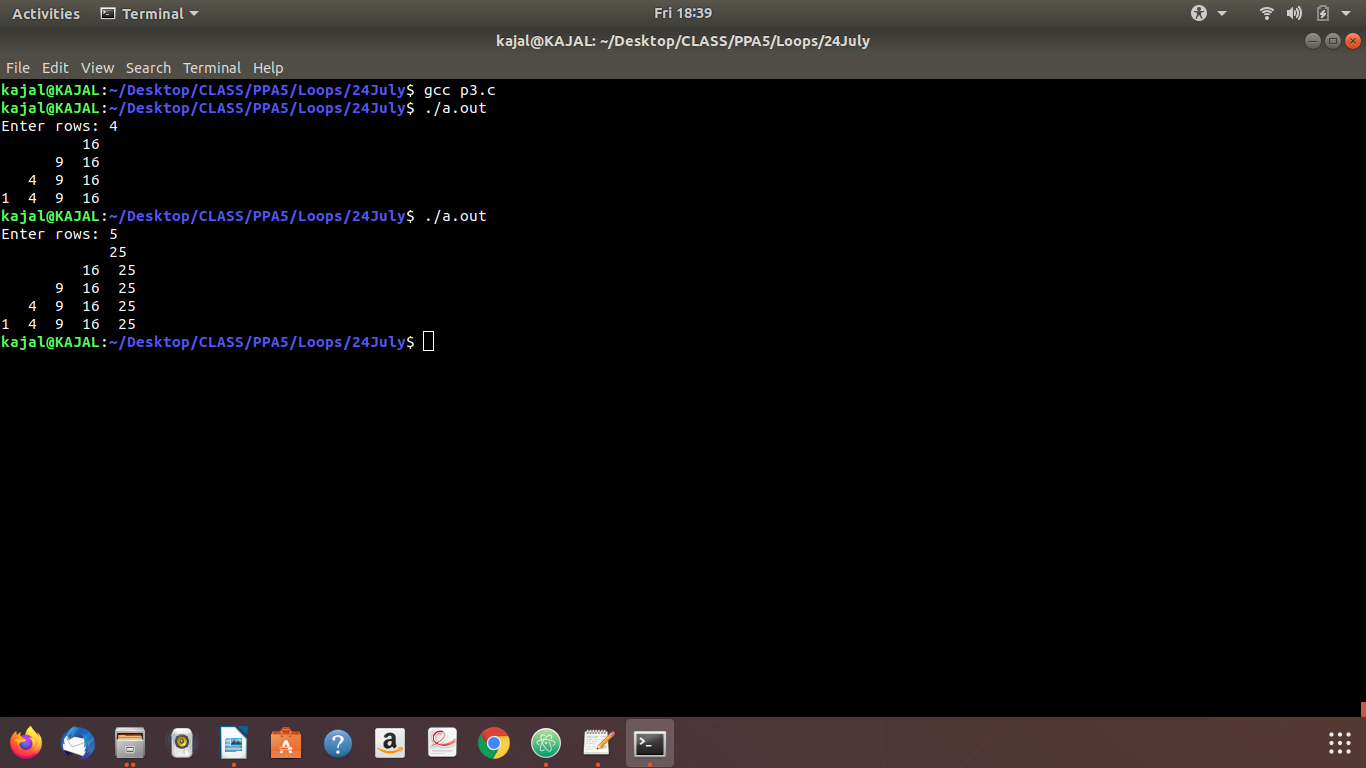 Activities Terminal Fri 18:39
kajal@KAJAL: ~/Desktop/CLASS/PPA5/Loops/24July
File Edit View Search Terminal Help
kajal@KAJAL:~/Desktop/CLASS/PPA5/Loops/24July$ gcc p3.c
kajal@KAJAL:~/Desktop/CLASS/PPA5/Loops/24July$ ./a.out
Enter rows: 4
         16
      9  16
   4  9  16
1  4  9  16
kajal@KAJAL:~/Desktop/CLASS/PPA5/Loops/24July$ ./a.out
Enter rows: 5
            25
         16  25
      9  16  25
   4  9  16  25
1  4  9  16  25
kajal@KAJAL:~/Desktop/CLASS/PPA5/Loops/24July$